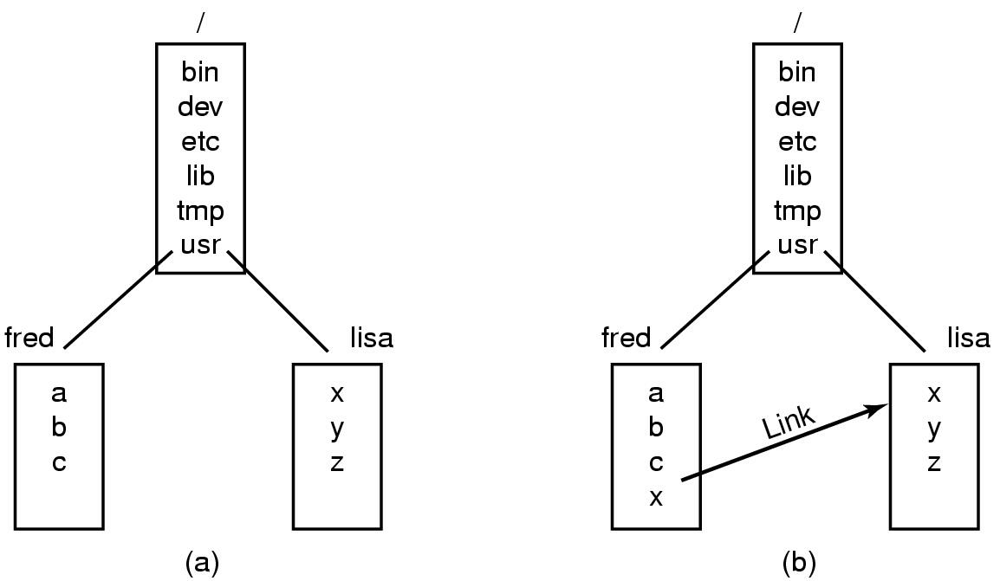 /
bin
dev
etc
lib
tmp
usr
fred
lisa
a
b
c
x
y
z
(a)
/
bin
dev
etc
lib
tmp
usr
fred
lisa
a
b
c
x
Link
x
y
z
(b)